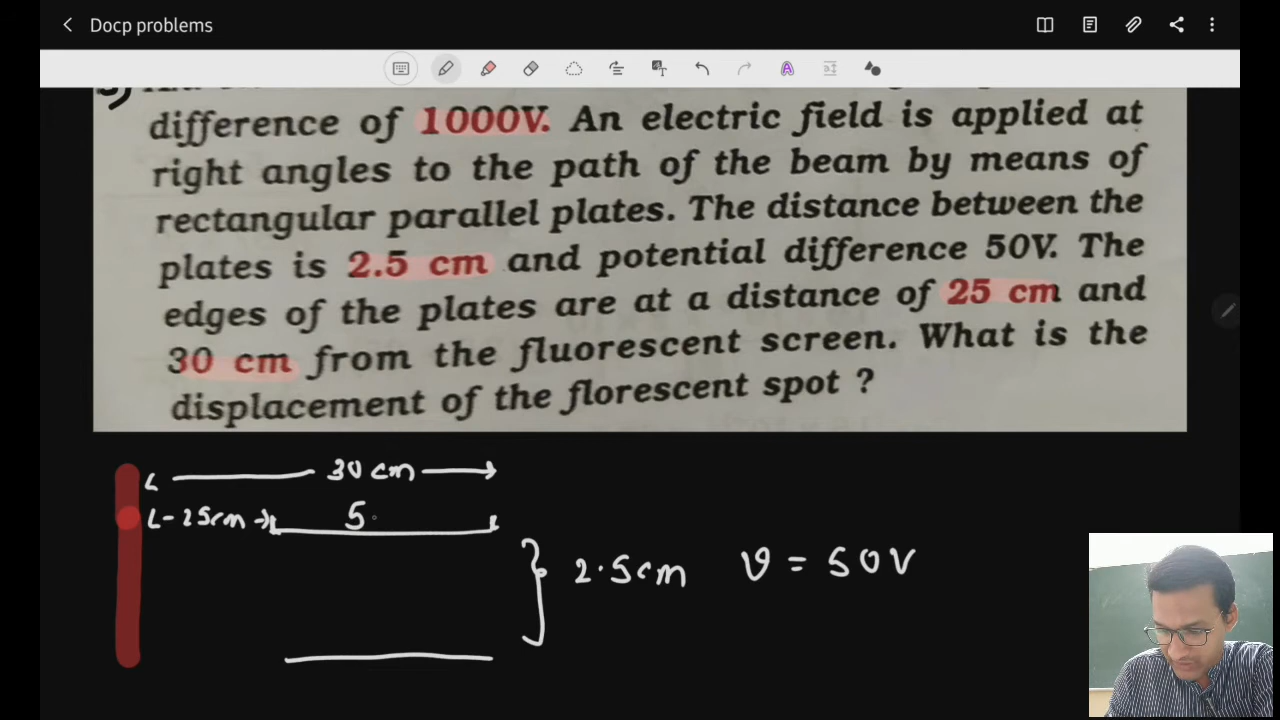 Docp problems
difference of 1000V. An electric field is applied at
right angles to the path of the beam by means of
rectangular parallel plates. The distance between the
plates is 2.5 cm and potential difference 50V. The
edges of the plates are at a distance of 25 cm and
30 cm from the fluorescent screen. What is the
displacement of the florescent spot ?
30 cm
25cm
5
2.5cm
V = 50V